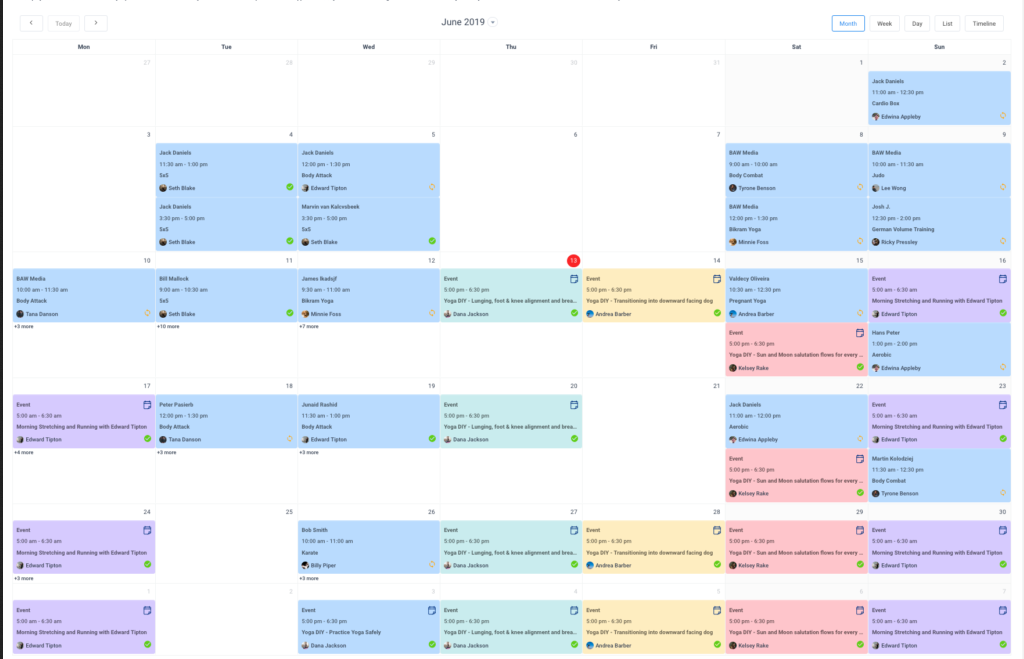 Today
June 2019
Month Week Day List Timeline
Mon Tue Wed Thu Fri Sat Sun
27 28 29 30 31 1 2
Jack Daniels
11:00 am - 12:30 pm
Cardio Box
Edwina Appleby
3 4 5 6 7 8 9
Jack Daniels Jack Daniels BAW Media BAW Media
11:30 am - 1:00 pm 12:00 pm - 1:30 pm 9:00 am - 10:00 am 10:00 am - 11:30 am
5x5 Body Attack Body Combat Judo
Seth Blake Edward Tipton Tyrone Benson Lee Wong
Jack Daniels Marvin van Kalcvsbeek BAW Media Josh J.
3:30 pm - 5:00 pm 3:30 pm - 5:00 pm 12:00 pm - 1:30 pm 12:30 pm - 2:00 pm
5x5 5x5 Bikram Yoga German Volume Training
Seth Blake Seth Blake Minnie Foxx Ricky Pressley
10 11 12 13 14 15 16
BAW Media Bill Mallock James Event Event Valdecy Oliveira Event
10:00 am - 11:30 am 9:00 am - 10:30 am 9:30 am - 11:00 am 5:00 pm - 6:30 pm 5:00 pm - 6:30 pm 10:30 am - 12:30 pm 5:00 am - 6:30 am
Body Attack 5x5 Bikram Yoga Yoga DIY - Lunging, foot & knee alignment and brea... Yoga DIY - Transitioning into downward facing dog Pregnant Yoga Morning Stretching and Running with Edward Tipton
Tana Danson Seth Blake Minnie Foxx Dana Jackson Andrea Barber Andrea Barber Edward Tipton
+3 more +10 more +7 more
Event Hans Peter
5:00 pm - 6:30 pm 1:00 pm - 2:00 pm
Yoga DIY - Sun and Moon salutation flows for every ... Aerobic
Kelsey Rake Edwina Appleby
17 18 19 20 21 22 23
Event Peter Pasierb Junaid Rashid Event Jack Daniels Event
5:00 am - 6:30 am 12:00 pm - 1:30 pm 11:30 am - 1:00 pm 5:00 pm - 6:30 pm 11:00 am - 12:00 pm 5:00 am - 6:30 am
Morning Stretching and Running with Edward Tipton Body Attack Body Attack Yoga DIY - Lunging, foot & knee alignment and brea... Aerobic Morning Stretching and Running with Edward Tipton
Edward Tipton Tana Danson Edward Tipton Dana Jackson Edwina Appleby Edward Tipton
+4 more +3 more +3 more
Event Martin Kolodziej
5:00 pm - 6:30 pm 11:30 am - 12:30 pm
Yoga DIY - Sun and Moon salutation flows for every ... Body Combat
Kelsey Rake Tyrone Benson
24 25 26 27 28 29 30
Event Bob Smith Event Event Event Event
5:00 am - 6:30 am 10:00 am - 11:00 am 5:00 pm - 6:30 pm 5:00 pm - 6:30 pm 5:00 pm - 6:30 pm 5:00 am - 6:30 am
Morning Stretching and Running with Edward Tipton Karate Yoga DIY - Lunging, foot & knee alignment and brea... Yoga DIY - Transitioning into downward facing dog Yoga DIY - Sun and Moon salutation flows for every ... Morning Stretching and Running with Edward Tipton
Edward Tipton Billy Piper Dana Jackson Andrea Barber Kelsey Rake Edward Tipton
+3 more +3 more
1 2 3 4 5 6 7
Event Event Event Event Event Event
5:00 am - 6:30 am 5:00 pm - 6:30 pm 5:00 pm - 6:30 pm 5:00 pm - 6:30 pm 5:00 pm - 6:30 pm 5:00 am - 6:30 am
Morning Stretching and Running with Edward Tipton Yoga DIY - Practice Yoga Safely Yoga DIY - Lunging, foot & knee alignment and brea... Yoga DIY - Transitioning into downward facing dog Yoga DIY - Sun and Moon salutation flows for every ... Morning Stretching and Running with Edward Tipton
Edward Tipton Dana Jackson Dana Jackson Andrea Barber Kelsey Rake Edward Tipton